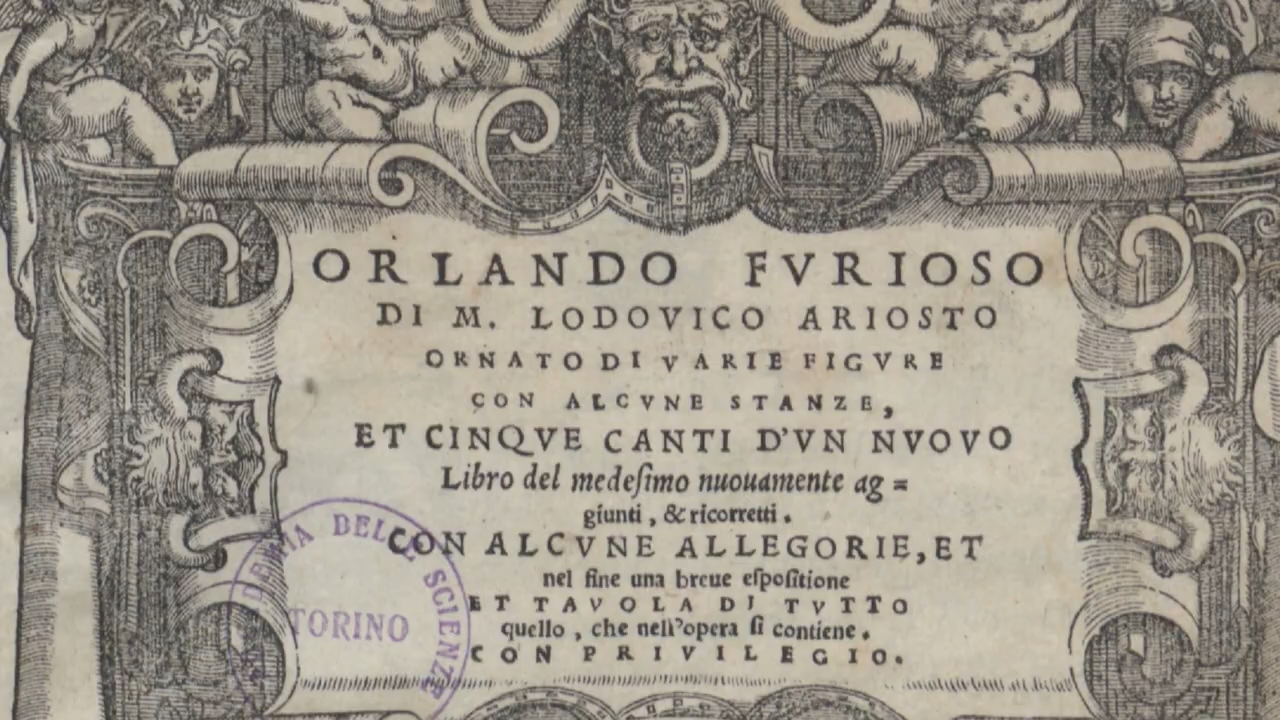 ORLANDO FVRIOSO
DI M. LODOVICO ARIOSTO
ORNATO DI VARIE FIGVRE
CON ALCVNE STANZE,
ET CINQVE CANTI D'VN NVOVO
Libro del medeſimo nuouamente ag=
giunti, & ricorretti.
CON ALCVNE ALLEGORIE, ET
nel fine una breue eſpoſitione
ET TAVOLA DI TVTTO
quello, che nell'opera ſi contiene.
CON PRIVILEGIO.
DELLE SCIENZE
TORINO